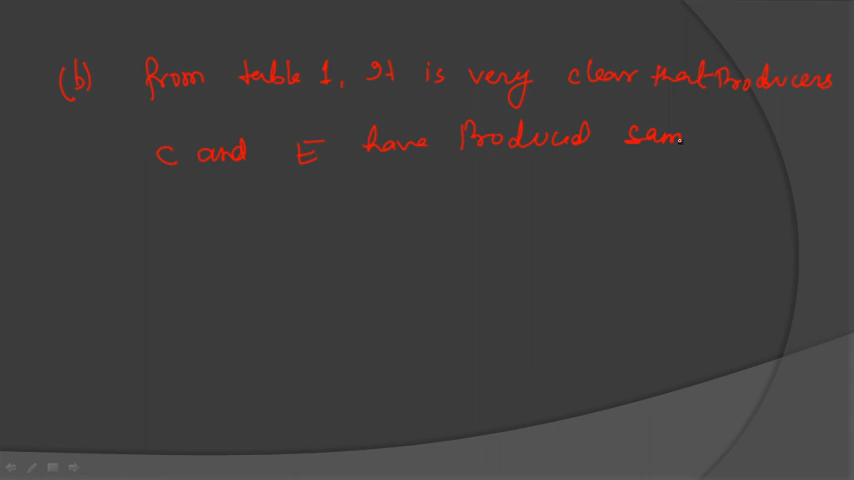 (b) from table 1, It is very clear that Producers
C and E have Produced sam